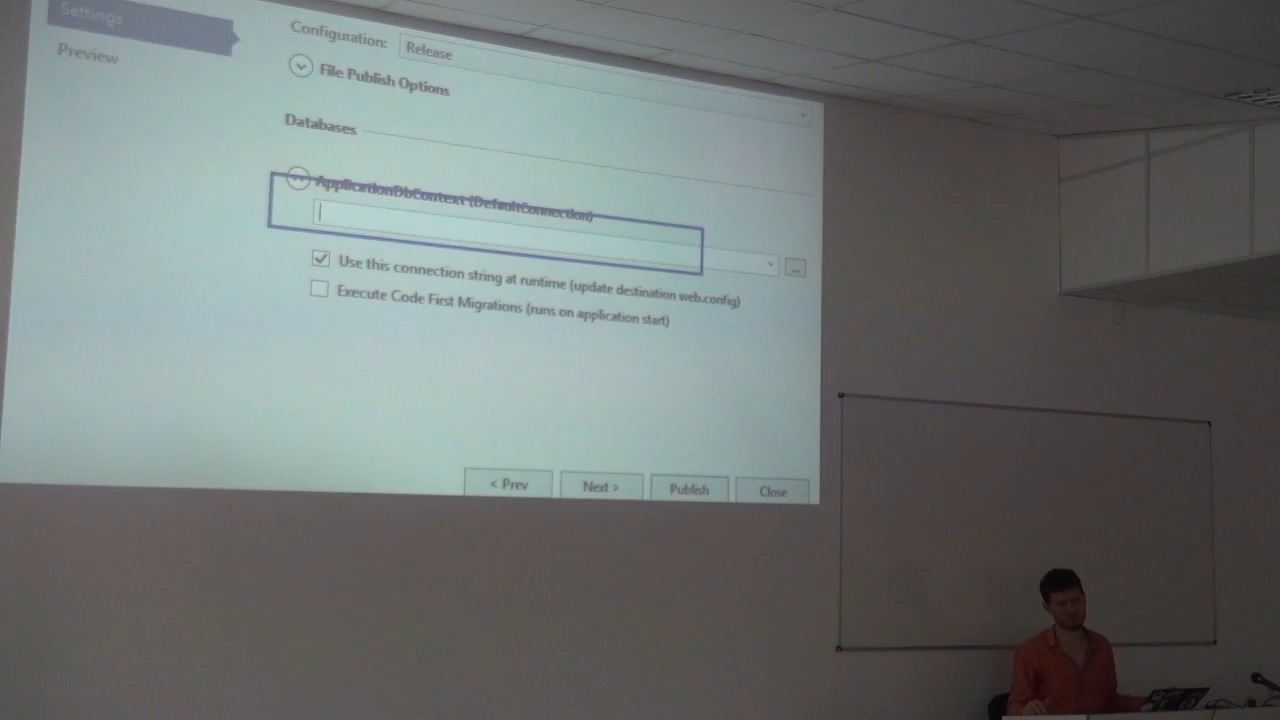 Settings
Preview
Configuration: Release
File Publish Options
Databases
ApplicationDbContext (DefaultConnection)
...
Use this connection string at runtime (update destination web.config)
Execute Code First Migrations (runs on application start)
< Prev
Next >
Publish
Close